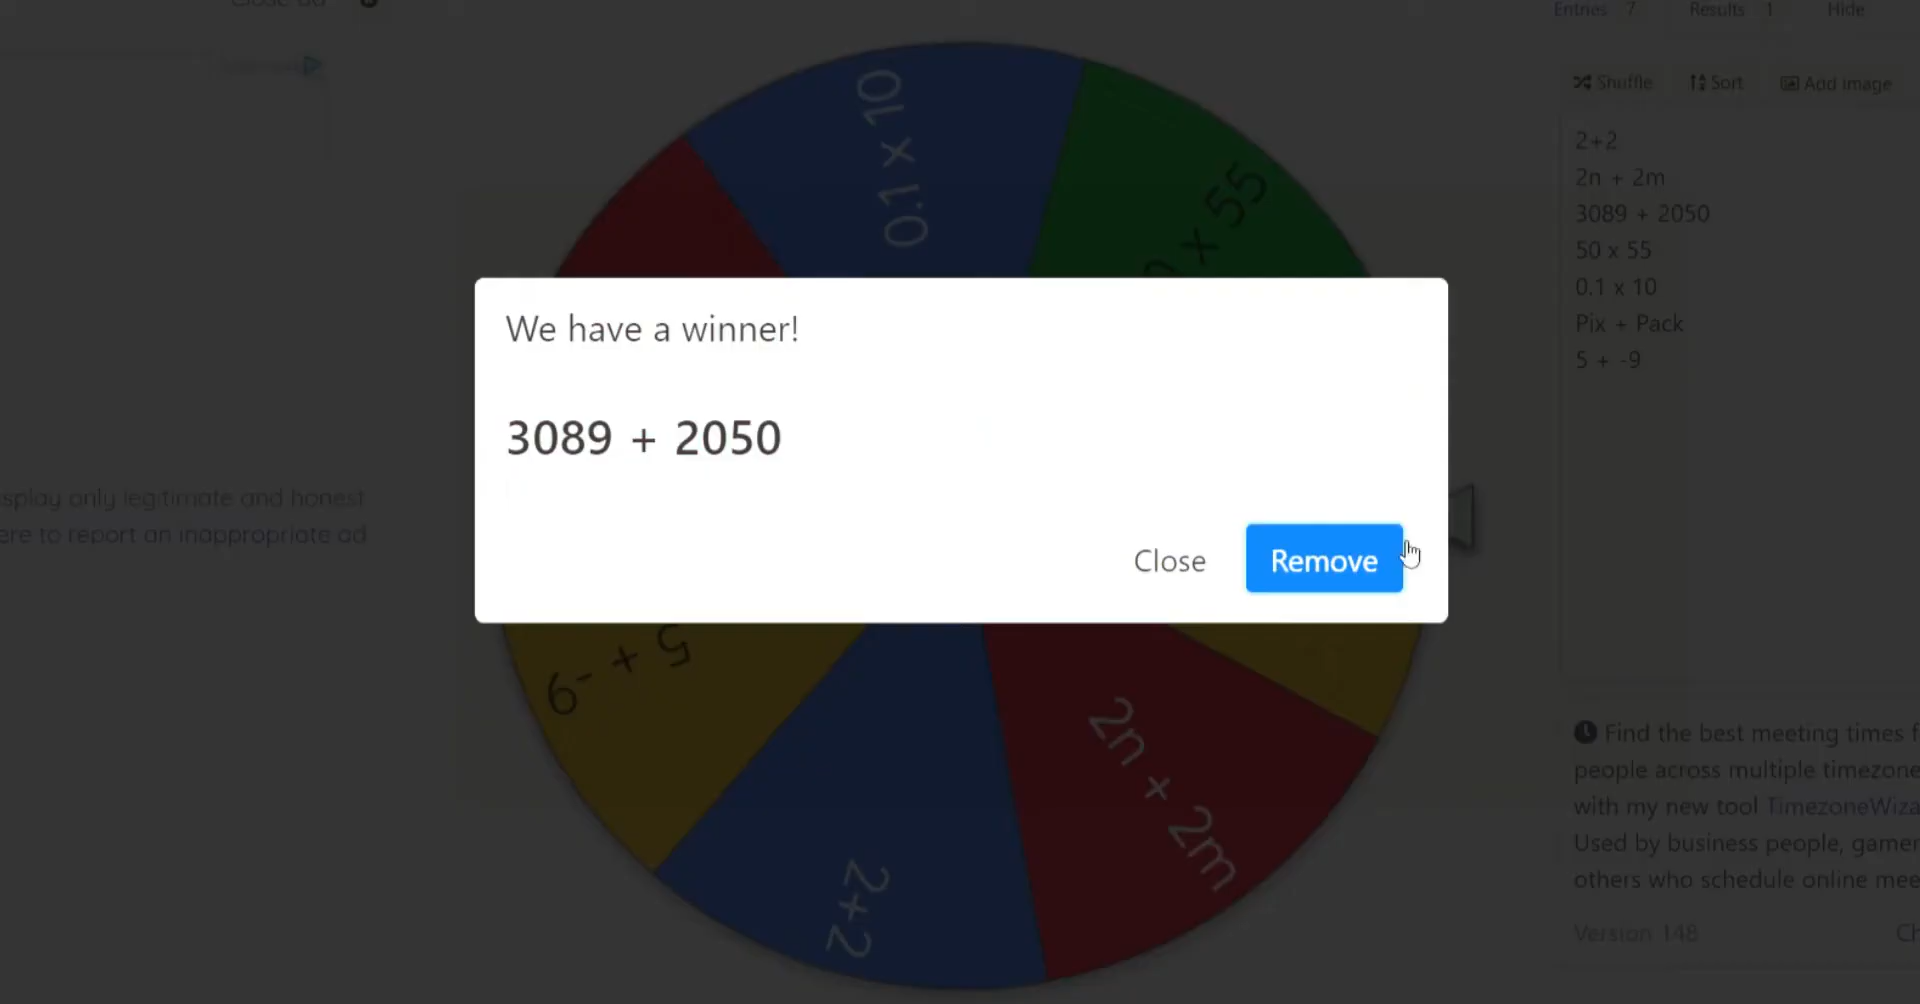 Entries 7 Results 1 Hide
Shuffle Sort Add image
2+2
2n + 2m
3089 + 2050
50 x 55
0.1 x 10
Pix + Pack
5 + -9
0.1 x 10
x 55
We have a winner!
3089 + 2050
Close Remove
splay only legitimate and honest
ere to report an inappropriate ad
5 + -9
2n + 2m
2+2
Find the best meeting times f
people across multiple timezone
with my new tool TimezoneWiza
Used by business people, gamer
others who schedule online mee
Version 148 Ch